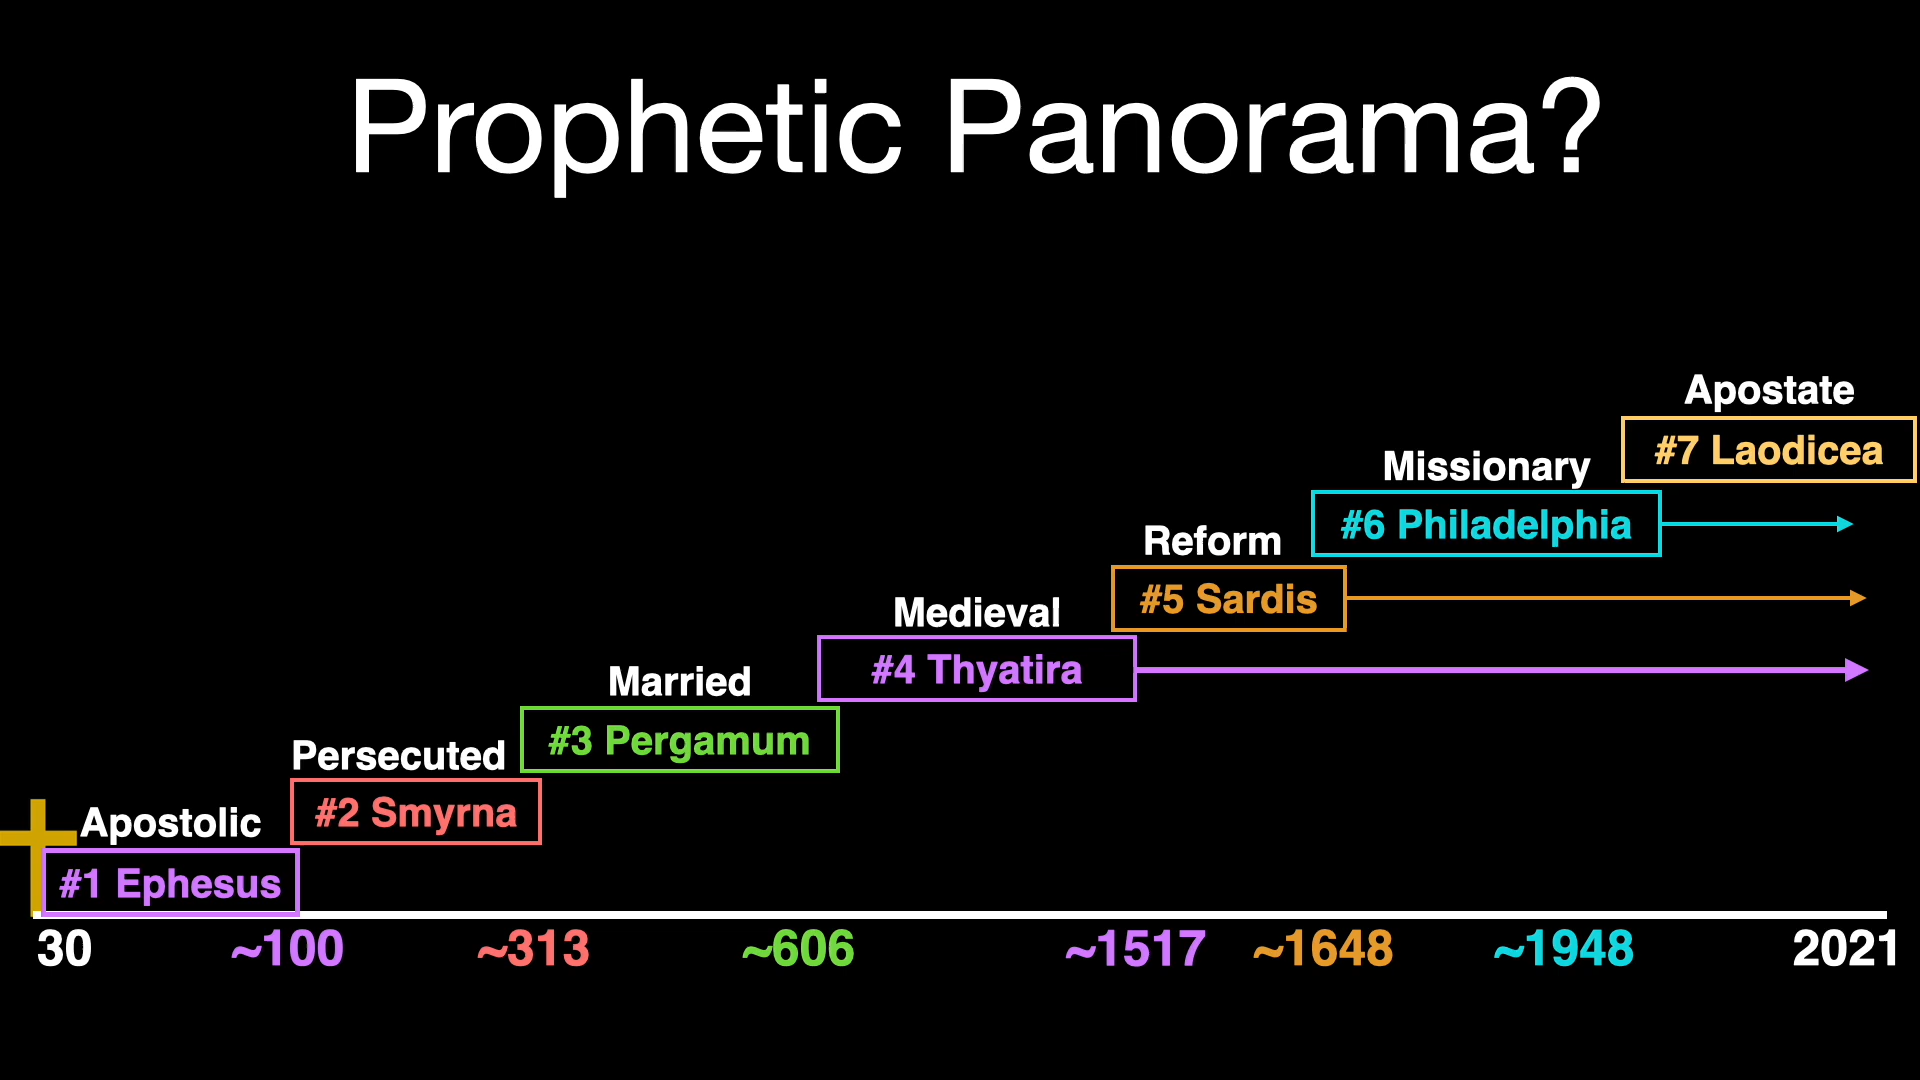 Prophetic Panorama?
Apostate
#7 Laodicea
Missionary
#6 Philadelphia
Reform
#5 Sardis
Medieval
#4 Thyatira
Married
#3 Pergamum
Persecuted
#2 Smyrna
Apostolic
#1 Ephesus
30 ~100 ~313 ~606 ~1517 ~1648 ~1948 2021